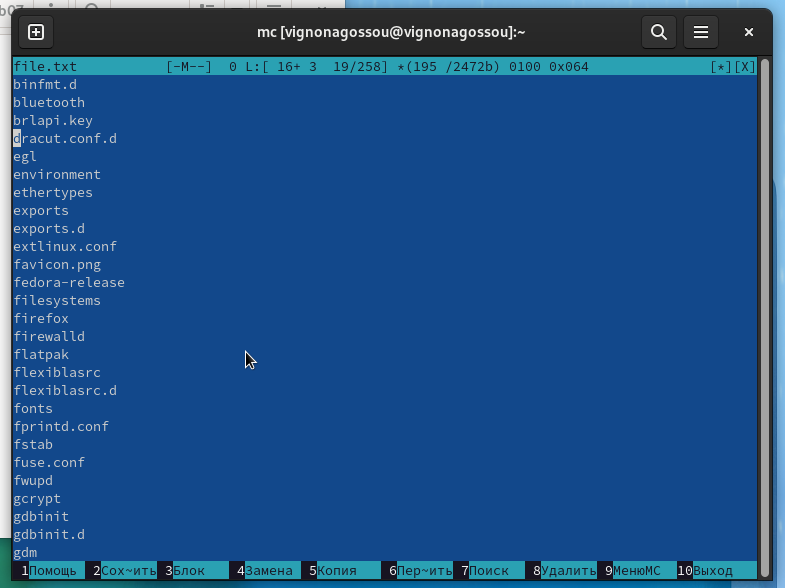 mc [vignonagossou@vignonagossou]:~
file.txt [-M--] 0 L:[ 16+ 3 19/258] *(195 /2472b) 0100 0x064 [*][X]
binfmt.d
bluetooth
brlapi.key
dracut.conf.d
egl
environment
ethertypes
exports
exports.d
extlinux.conf
favicon.png
fedora-release
filesystems
firefox
firewalld
flatpak
flexiblasrc
flexiblasrc.d
fonts
fprintd.conf
fstab
fuse.conf
fwupd
gcrypt
gdbinit
gdbinit.d
gdm
1Помощь 2Сох~ить 3Блок 4Замена 5Копия 6Пер~ить 7Поиск 8Удалить 9МенюMC 10Выход